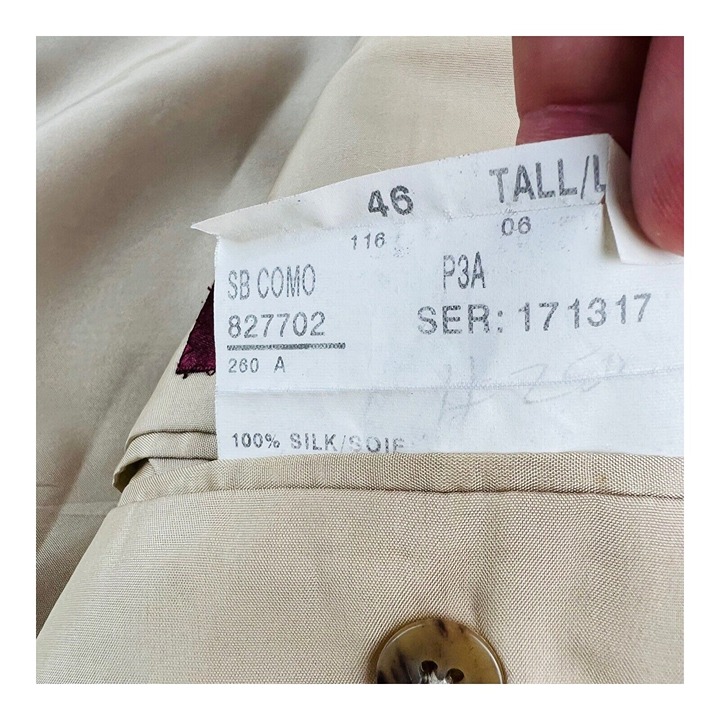 46 TALL/L
116 06
SB COMO P3A
827702 SER: 171317
260 A
100% SILK/SOIE